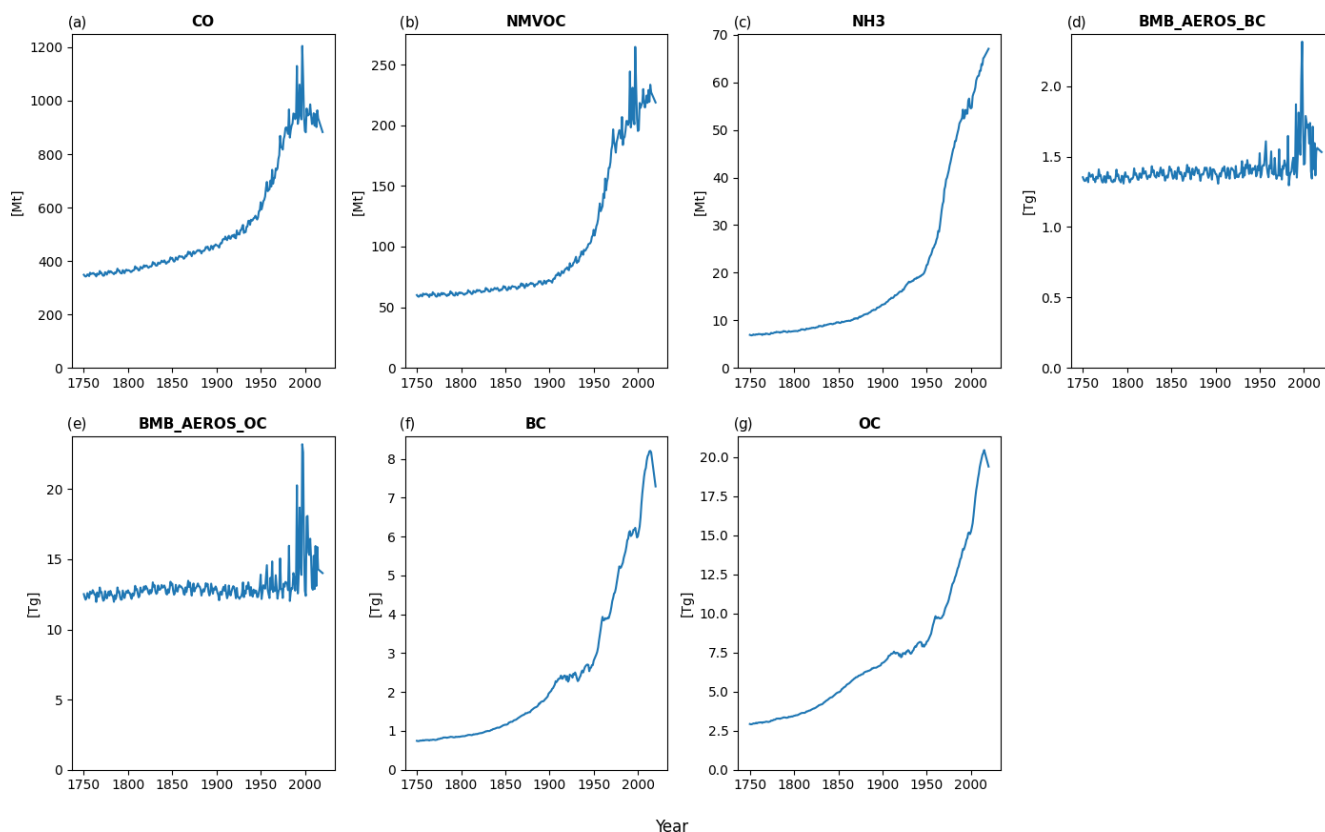 (a) CO
(b) NMVOC
(c) NH3
(d) BMB_AEROS_BC
[Mt]
1200
1000
800
600
400
200
0
1750 1800 1850 1900 1950 2000
[Mt]
250
200
150
100
50
0
1750 1800 1850 1900 1950 2000
[Mt]
70
60
50
40
30
20
10
0
1750 1800 1850 1900 1950 2000
[Tg]
2.0
1.5
1.0
0.5
0.0
1750 1800 1850 1900 1950 2000
(e) BMB_AEROS_OC
(f) BC
(g) OC
[Tg]
20
15
10
5
0
1750 1800 1850 1900 1950 2000
[Tg]
8
7
6
5
4
3
2
1
0
1750 1800 1850 1900 1950 2000
[Tg]
20.0
17.5
15.0
12.5
10.0
7.5
5.0
2.5
0.0
1750 1800 1850 1900 1950 2000
Year